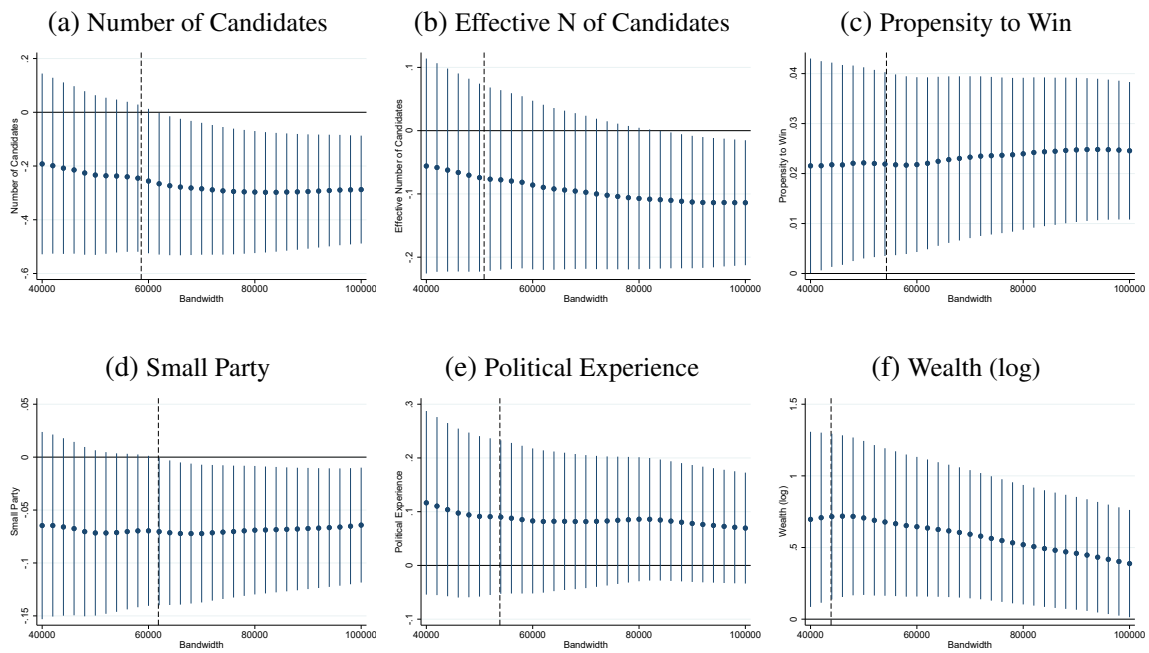 (a) Number of Candidates
(b) Effective N of Candidates
(c) Propensity to Win
Number of Candidates
.2
0
-.2
-.4
-.6
40000 60000 80000 100000
Bandwidth
Effective Number of Candidates
.1
0
-.1
-.2
40000 60000 80000 100000
Bandwidth
Propensity to Win
.04
.03
.02
.01
0
40000 60000 80000 100000
Bandwidth
(d) Small Party
(e) Political Experience
(f) Wealth (log)
Small Party
.05
0
-.05
-.1
-.15
40000 60000 80000 100000
Bandwidth
Political Experience
.3
.2
.1
0
-.1
40000 60000 80000 100000
Bandwidth
Wealth (log)
1.5
1
.5
0
40000 60000 80000 100000
Bandwidth